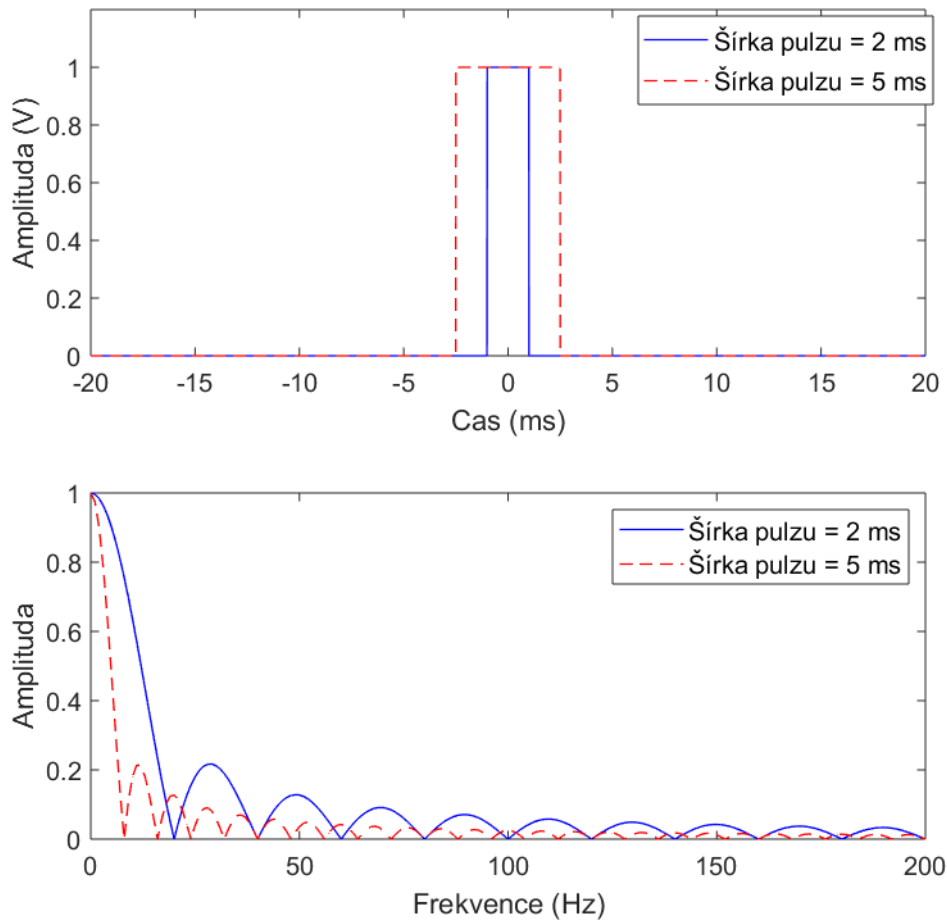 Šírka pulzu = 2 ms
Šírka pulzu = 5 ms
1
0.8
0.6
0.4
0.2
0
Amplituda (V)
-20 -15 -10 -5 0 5 10 15 20
Cas (ms)
Šírka pulzu = 2 ms
Šírka pulzu = 5 ms
1
0.8
0.6
0.4
0.2
0
Amplituda
0 50 100 150 200
Frekvence (Hz)